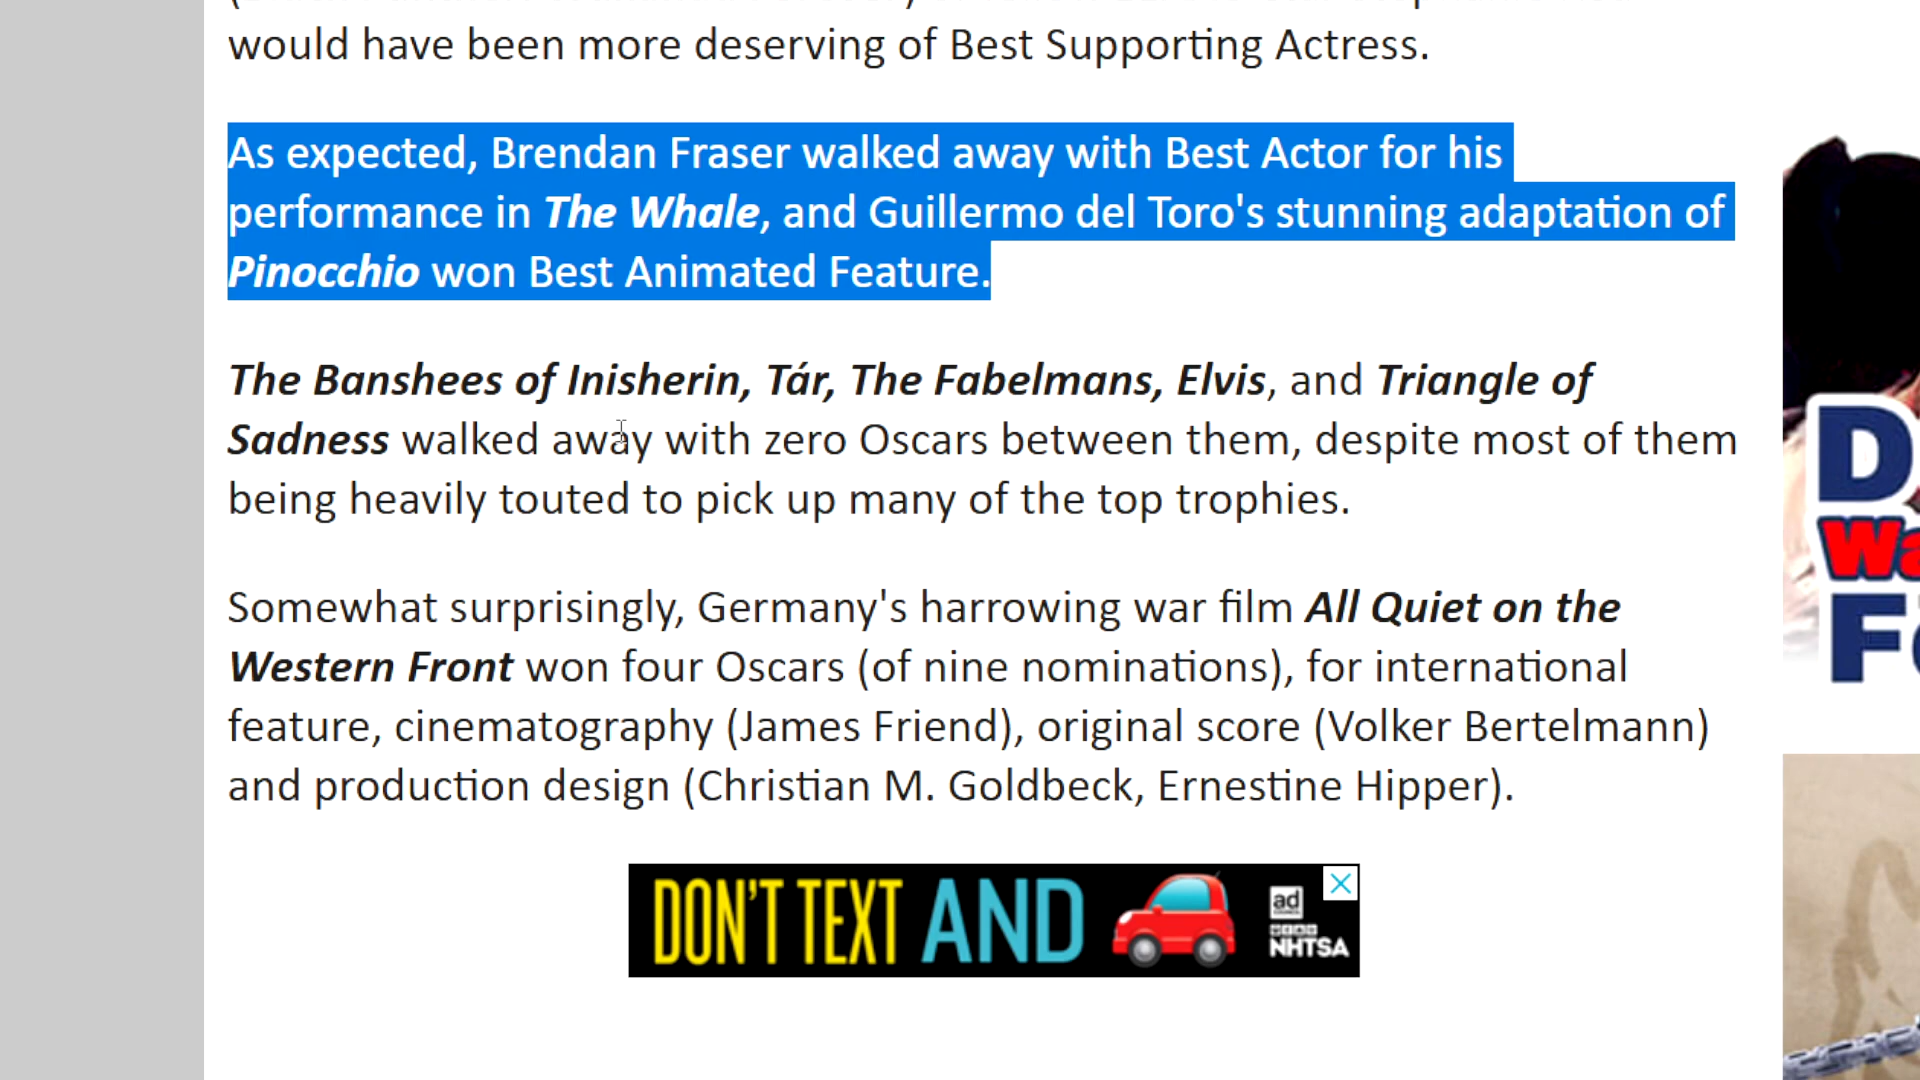 would have been more deserving of Best Supporting Actress.
As expected, Brendan Fraser walked away with Best Actor for his
performance in The Whale, and Guillermo del Toro's stunning adaptation of
Pinocchio won Best Animated Feature.
The Banshees of Inisherin, Tár, The Fabelmans, Elvis, and Triangle of
Sadness walked away with zero Oscars between them, despite most of them
being heavily touted to pick up many of the top trophies.
Somewhat surprisingly, Germany's harrowing war film All Quiet on the
Western Front won four Oscars (of nine nominations), for international
feature, cinematography (James Friend), original score (Volker Bertelmann)
and production design (Christian M. Goldbeck, Ernestine Hipper).
DON'T TEXT AND
ad
NHTSA